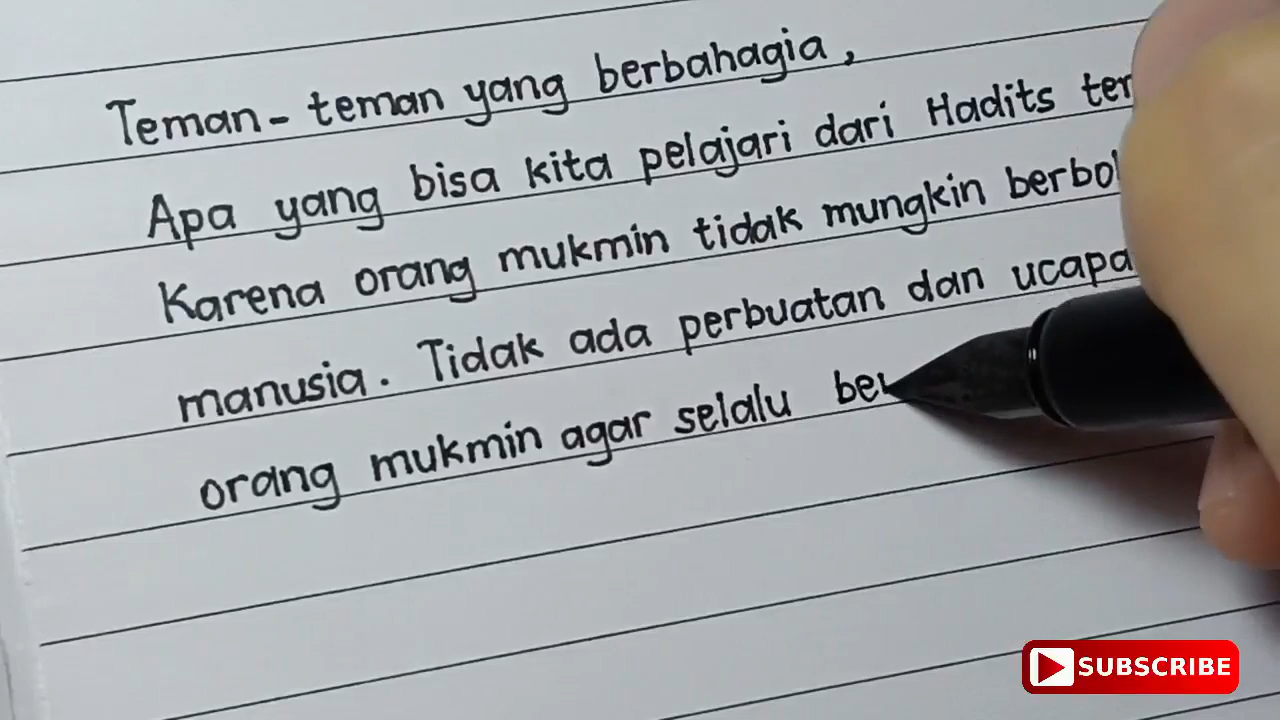 Teman-teman yang berbahagia,
Apa yang bisa kita pelajari dari Hadits
Karena orang mukmin tidak mungkin
manusia. Tidak ada perbuatan dan
orang mukmin agar selalu
SUBSCRIBE